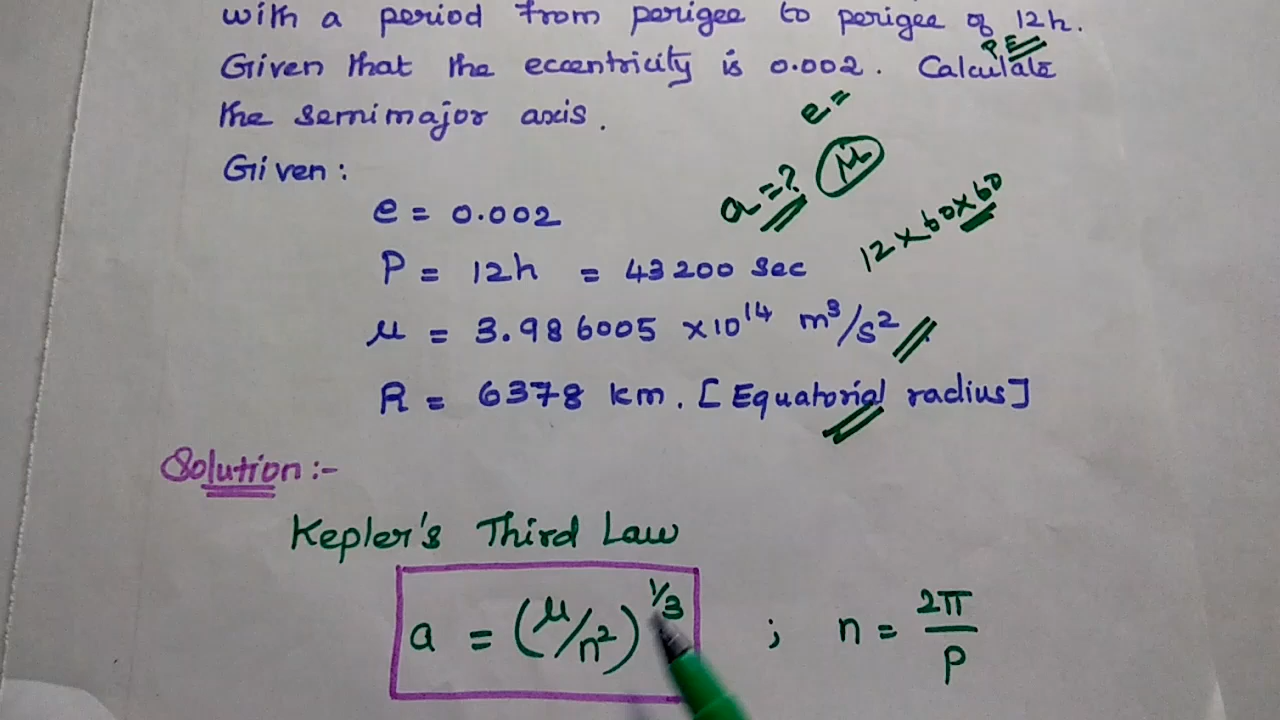 with a period from perigee to perigee of 12h.
Given that the eccentricity is 0.002. Calculate
P E
the semimajor axis.
e =
Given:
a = ? μ
e = 0.002
12 × 60 × 60
P = 12h = 43200 sec
μ = 3.986005 × 10^14 m³/s²
R = 6378 km. [Equatorial radius]
Solution :-
Kepler's Third Law
a = (μ/n²)^1/3 ; n = 2π/P